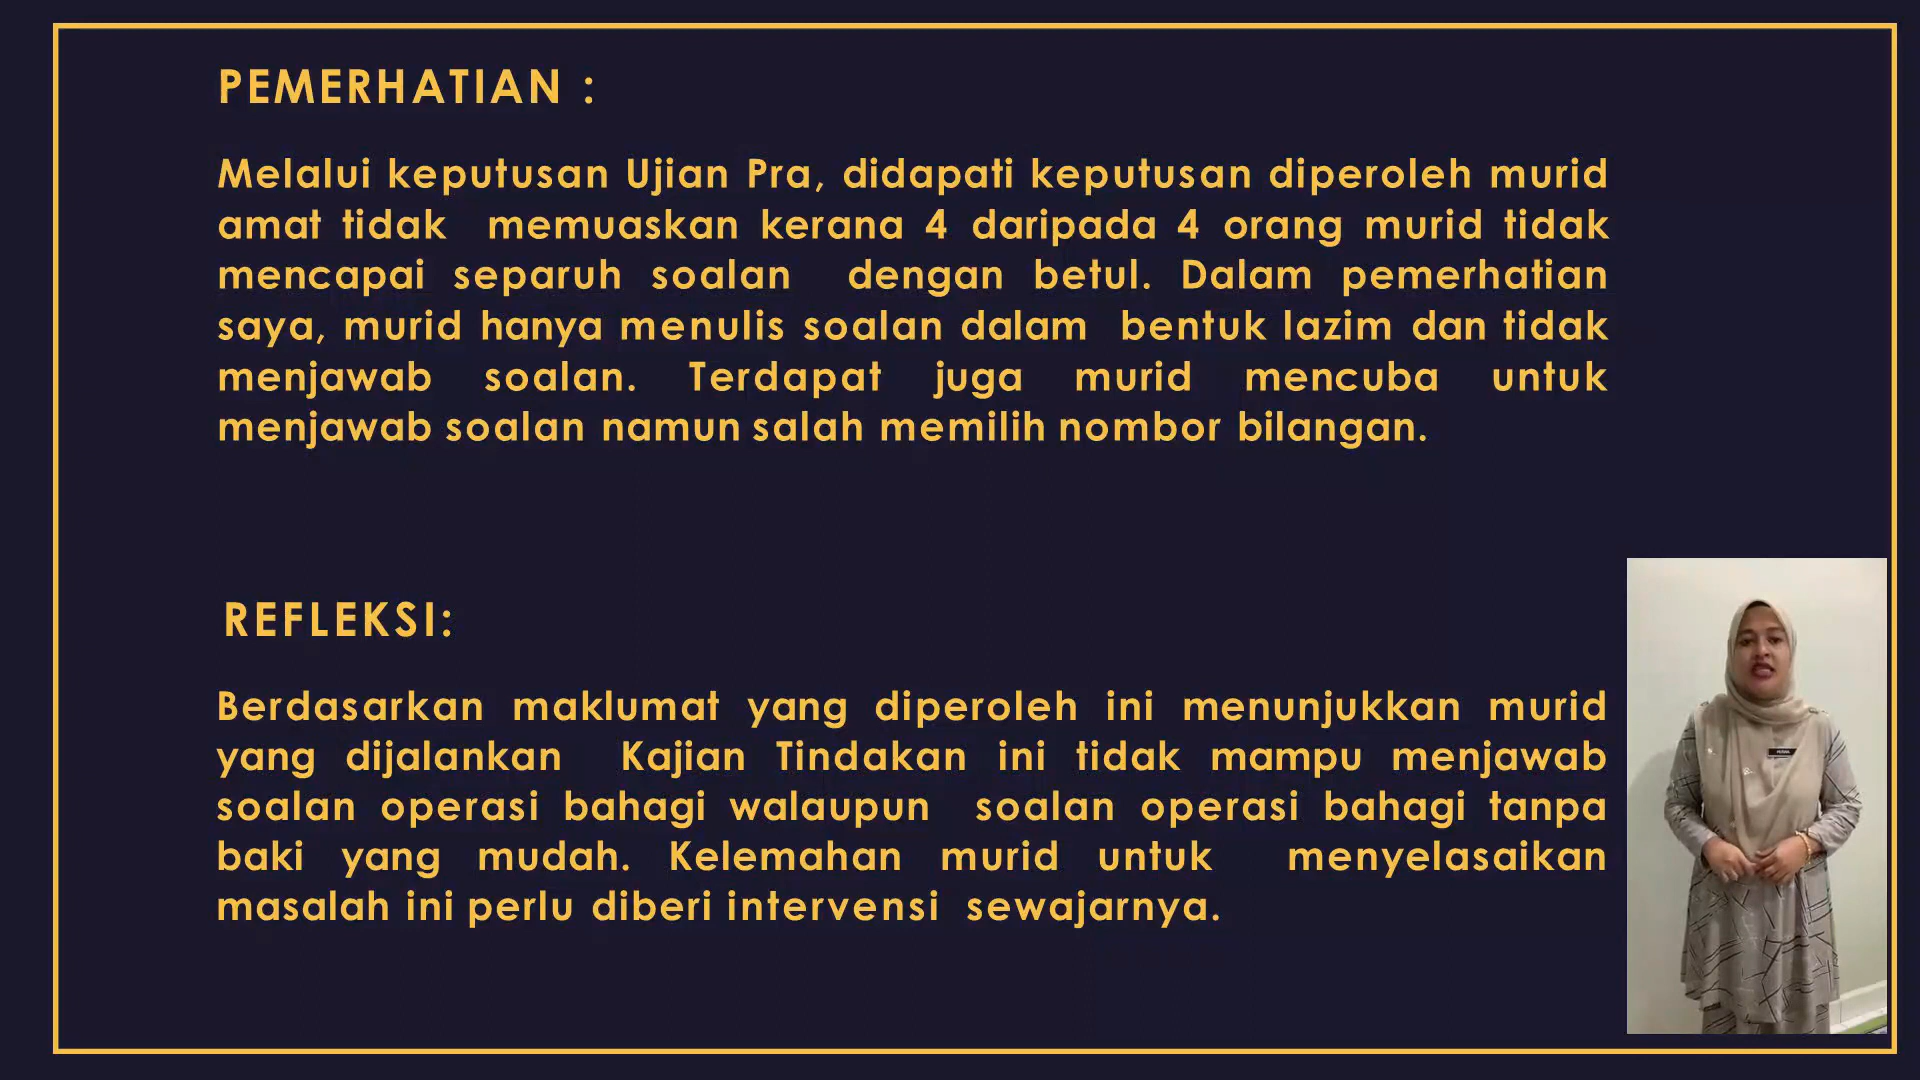 PEMERHATIAN :
Melalui keputusan Ujian Pra, didapati keputusan diperoleh murid
amat tidak memuaskan kerana 4 daripada 4 orang murid tidak
mencapai separuh soalan dengan betul. Dalam pemerhatian
saya, murid hanya menulis soalan dalam bentuk lazim dan tidak
menjawab soalan. Terdapat juga murid mencuba untuk
menjawab soalan namun salah memilih nombor bilangan.
REFLEKSI:
Berdasarkan maklumat yang diperoleh ini menunjukkan murid
yang dijalankan Kajian Tindakan ini tidak mampu menjawab
soalan operasi bahagi walaupun soalan operasi bahagi tanpa
baki yang mudah. Kelemahan murid untuk menyelasaikan
masalah ini perlu diberi intervensi sewajarnya.